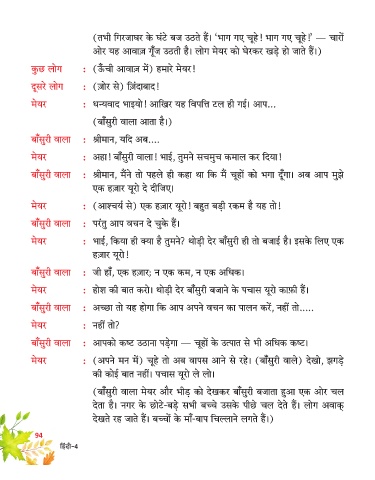 (तभी गिरजाघर के घंटे बज उठते हैं। 'भाग गए चूहे! भाग गए चूहे!' — चारों
ओर यह आवाज़ गूँज उठती है। लोग मेयर को घेरकर खड़े हो जाते हैं।)
कुछ लोग : (ऊँची आवाज़ में) हमारे मेयर!
दूसरे लोग : (ज़ोर से) ज़िंदाबाद!
मेयर : धन्यवाद भाइयो! आखिर यह विपत्ति टल ही गई। आप...
(बाँसुरी वाला आता है।)
बाँसुरी वाला : श्रीमान, यदि अब....
मेयर : अहा! बाँसुरी वाला! भाई, तुमने सचमुच कमाल कर दिया!
बाँसुरी वाला : श्रीमान, मैंने तो पहले ही कहा था कि मैं चूहों को भगा दूँगा। अब आप मुझे
एक हज़ार यूरो दे दीजिए।
मेयर : (आश्चर्य से) एक हज़ार यूरो! बहुत बड़ी रकम है यह तो!
बाँसुरी वाला : परंतु आप वचन दे चुके हैं।
मेयर : भाई, किया ही क्या है तुमने? थोड़ी देर बाँसुरी ही तो बजाई है। इसके लिए एक
हज़ार यूरो!
बाँसुरी वाला : जी हाँ, एक हज़ार; न एक कम, न एक अधिक।
मेयर : होश की बात करो। थोड़ी देर बाँसुरी बजाने के पचास यूरो काफ़ी हैं।
बाँसुरी वाला : अच्छा तो यह होगा कि आप अपने वचन का पालन करें, नहीं तो.....
मेयर : नहीं तो?
बाँसुरी वाला : आपको कष्ट उठाना पड़ेगा — चूहों के उत्पात से भी अधिक कष्ट।
मेयर : (अपने मन में) चूहे तो अब वापस आने से रहे। (बाँसुरी वाले) देखो, झगड़े
की कोई बात नहीं। पचास यूरो ले लो।
(बाँसुरी वाला मेयर और भीड़ को देखकर बाँसुरी बजाता हुआ एक ओर चल
देता है। नगर के छोटे-बड़े सभी बच्चे उसके पीछे चल देते हैं। लोग अवाक्
देखते रह जाते हैं। बच्चों के माँ-बाप चिल्लाने लगते हैं।)
94
हिंदी-4